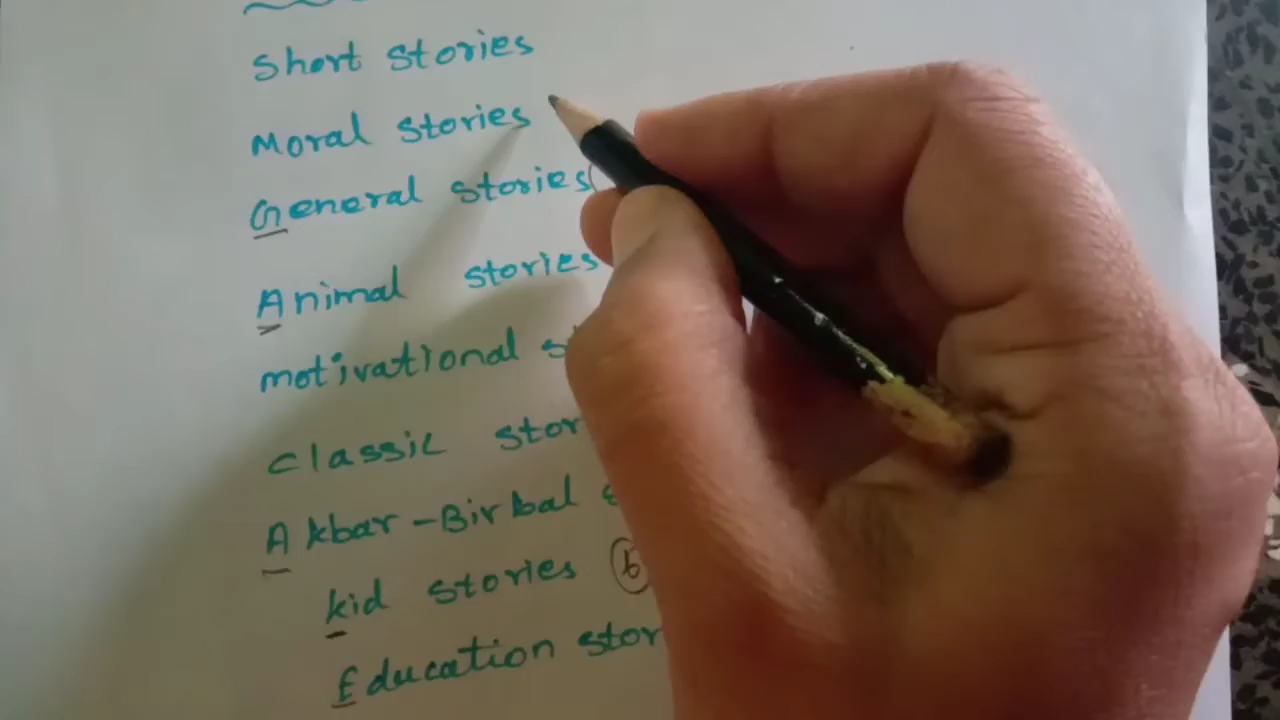 Short Stories
Moral Stories
General Stories
Animal stories
motivational
Classic
Akbar-Birbal
kid stories
Education